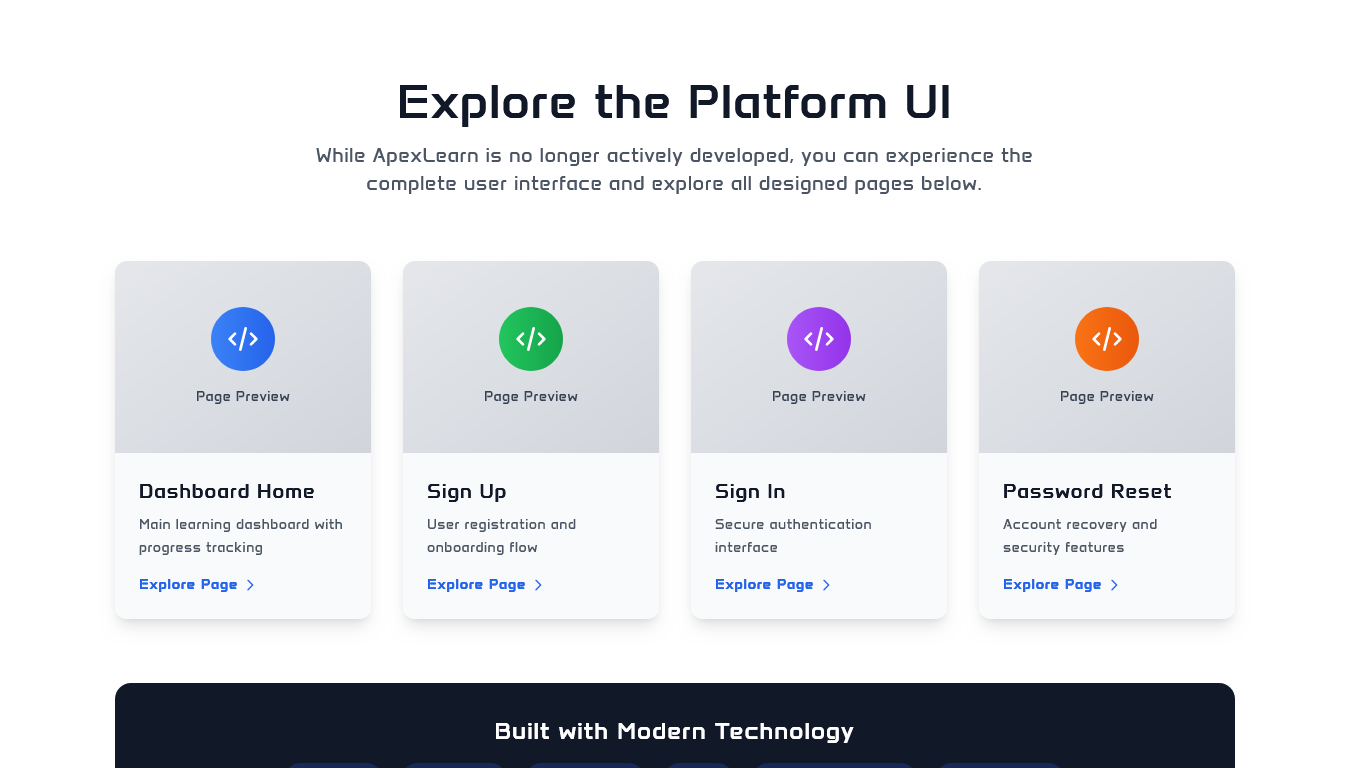 Explore the Platform UI
While ApexLearn is no longer actively developed, you can experience the
complete user interface and explore all designed pages below.
Page Preview
Page Preview
Page Preview
Page Preview
Dashboard Home
Main learning dashboard with
progress tracking
Explore Page
Sign Up
User registration and
onboarding flow
Explore Page
Sign In
Secure authentication
interface
Explore Page
Password Reset
Account recovery and
security features
Explore Page
Built with Modern Technology